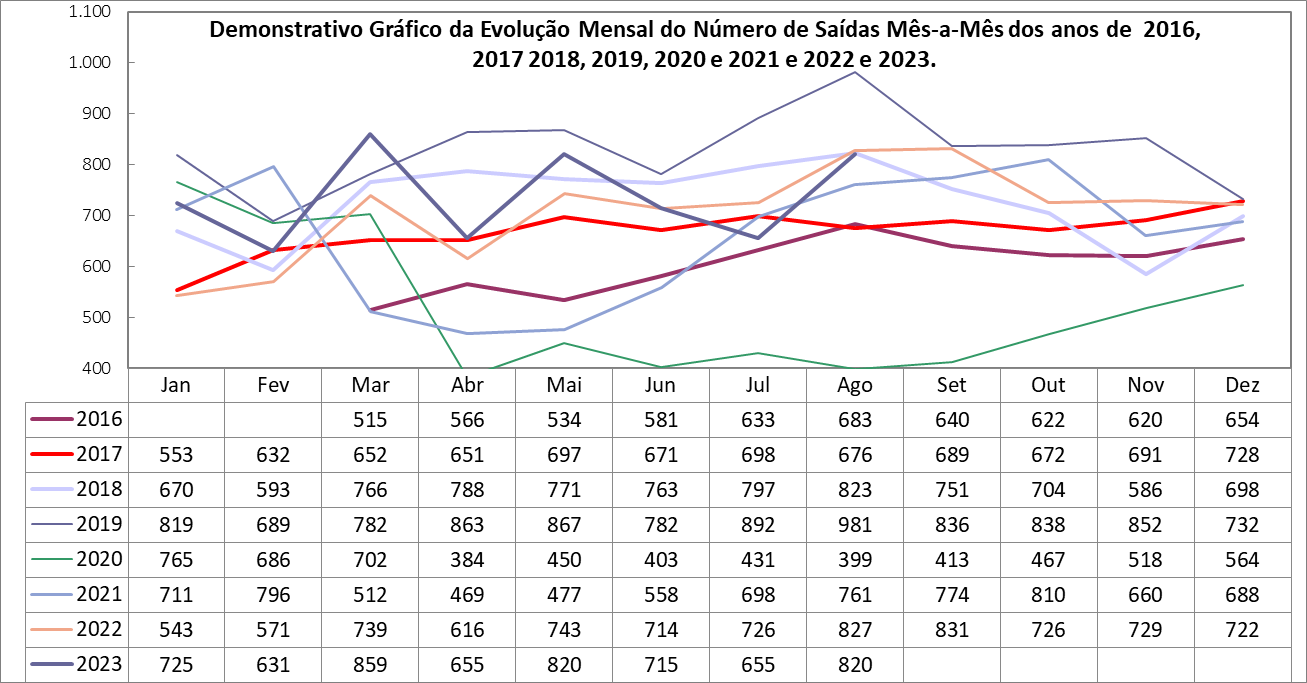 Demonstrativo Gráfico da Evolução Mensal do Número de Saídas Mês-a-Mês dos anos de 2016,
2017 2018, 2019, 2020 e 2021 e 2022 e 2023.
1.100
1.000
900
800
700
600
500
400
Jan Fev Mar Abr Mai Jun Jul Ago Set Out Nov Dez
2016 515 566 534 581 633 683 640 622 620 654
2017 553 632 652 651 697 671 698 676 689 672 691 728
2018 670 593 766 788 771 763 797 823 751 704 586 698
2019 819 689 782 863 867 782 892 981 836 838 852 732
2020 765 686 702 384 450 403 431 399 413 467 518 564
2021 711 796 512 469 477 558 698 761 774 810 660 688
2022 543 571 739 616 743 714 726 827 831 726 729 722
2023 725 631 859 655 820 715 655 820